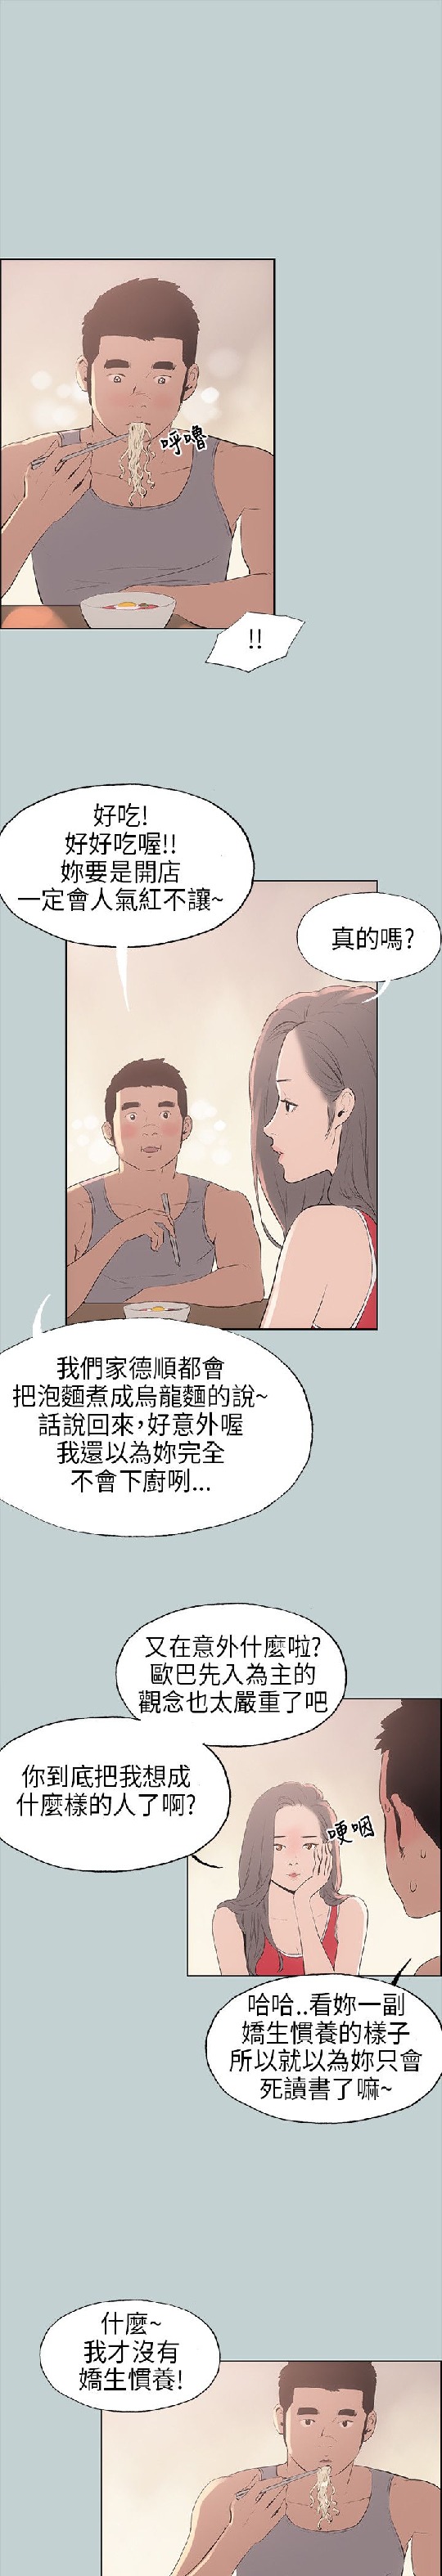 呼嚕
!!
好吃!
好好吃喔!!
妳要是開店
一定會人氣紅不讓~
真的嗎?
我們家德順都會
把泡麵煮成烏龍麵的說~
話說回來,好意外喔
我還以為妳完全
不會下廚咧...
又在意外什麼啦?
歐巴先入為主的
觀念也太嚴重了吧
你到底把我想成
什麼樣的人了啊?
哽咽
哈哈..看妳一副
嬌生慣養的樣子
所以就以為妳只會
死讀書了嘛~
什麼~
我才沒有
嬌生慣養!